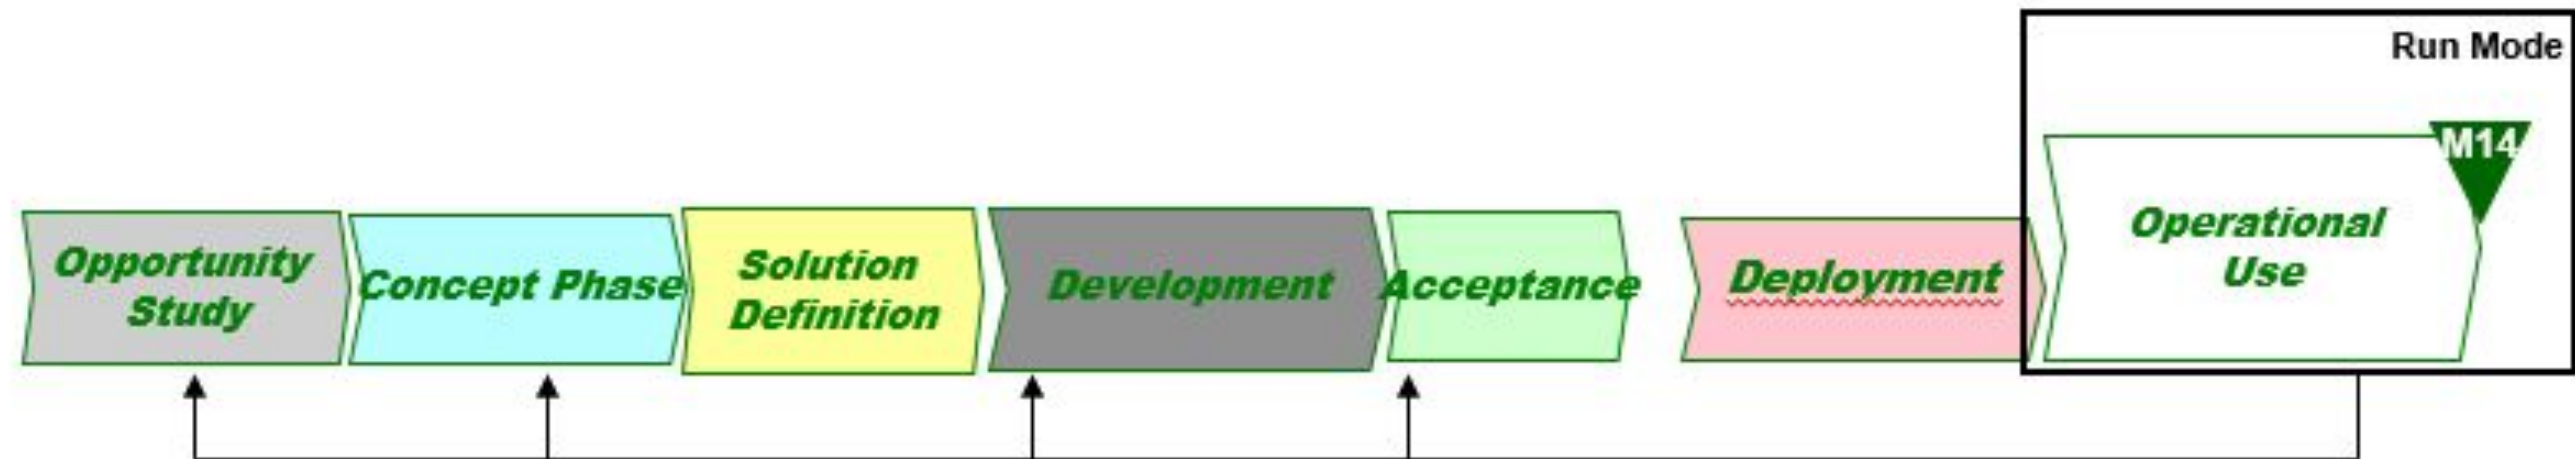 Run Mode
M14
Opportunity
Study
Concept Phase
Solution
Definition
Development
Acceptance
Deployment
Operational
Use